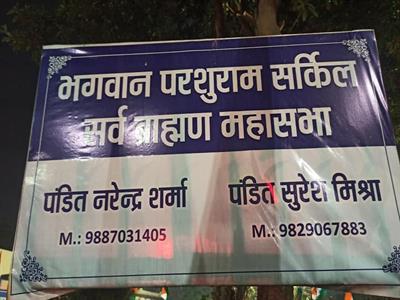 भगवान परशुराम सर्किल
सर्व ब्राह्मण महासभा
पंडित नरेन्द्र शर्मा पंडित सुरेश मिश्रा
M.: 9887031405 M.: 9829067883